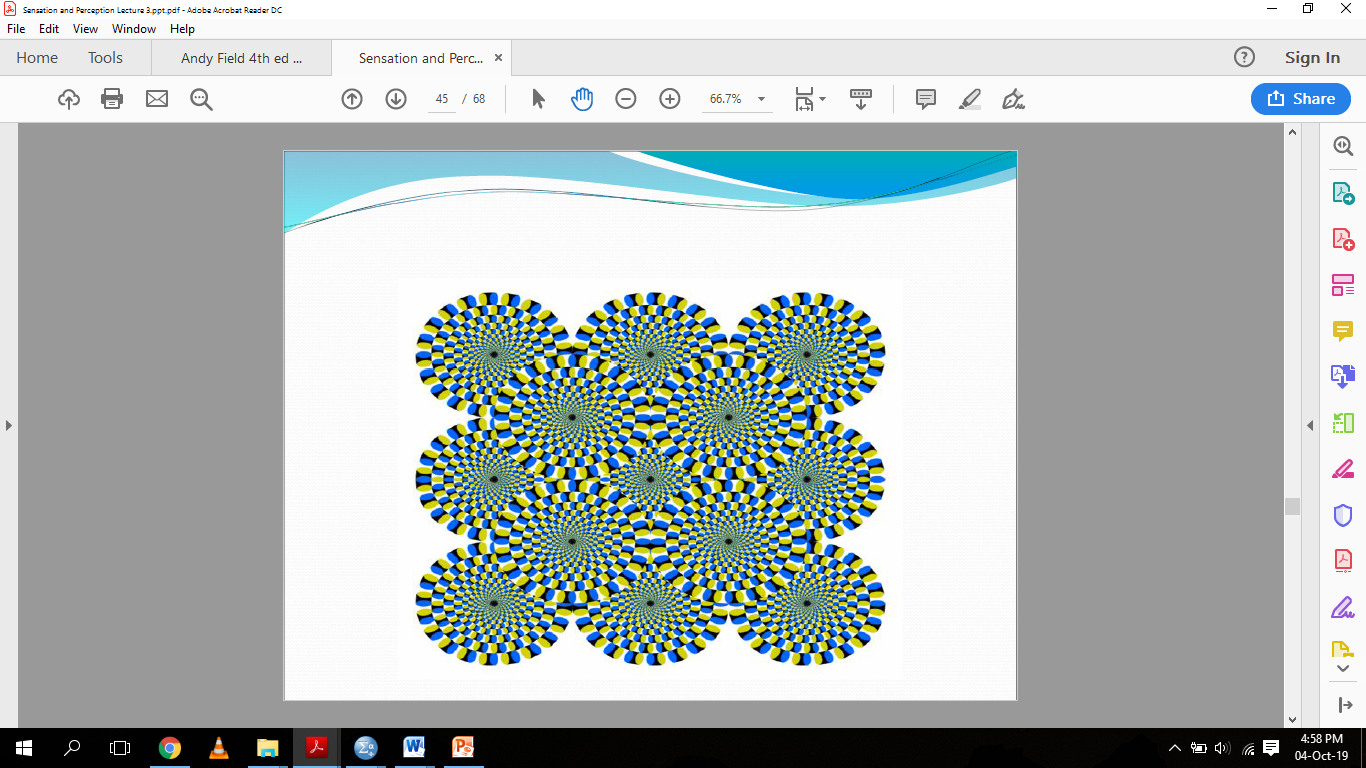 Sensation and Perception Lecture 3.ppt.pdf - Adobe Acrobat Reader DC
File Edit View Window Help
Home Tools Andy Field 4th ed ... Sensation and Perc... Sign In
45 / 68 66.7% Share
4:58 PM
04-Oct-19